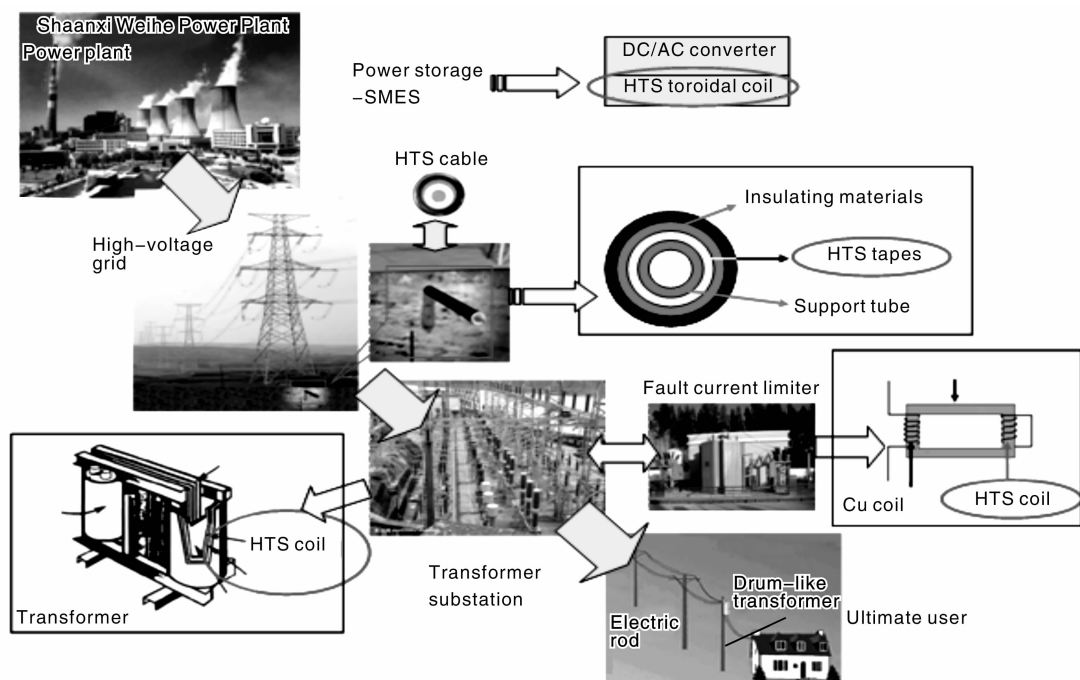 Shaanxi Weihe Power Plant
Power plant
DC/AC converter
Power storage
–SMES
HTS toroidal coil
HTS cable
Insulating materials
High–voltage
grid
HTS tapes
Support tube
Fault current limiter
Cu coil
HTS coil
HTS coil
Transformer
Transformer
substation
Drum–like
transformer
Electric
rod
Ultimate user